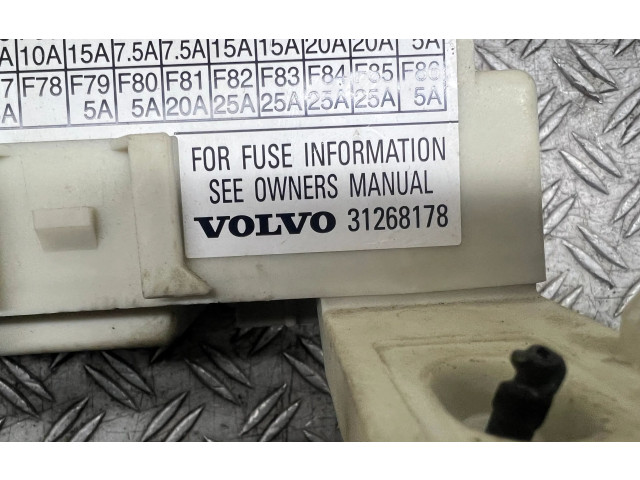 10A 15A 7.5A 7.5A 15A 15A 20A 20A 5A
7 F78 F79 F80 F81 F82 F83 F84 F85 F86
A 5A 5A 20A 25A 25A 25A 25A 5A
FOR FUSE INFORMATION
SEE OWNERS MANUAL
VOLVO 31268178